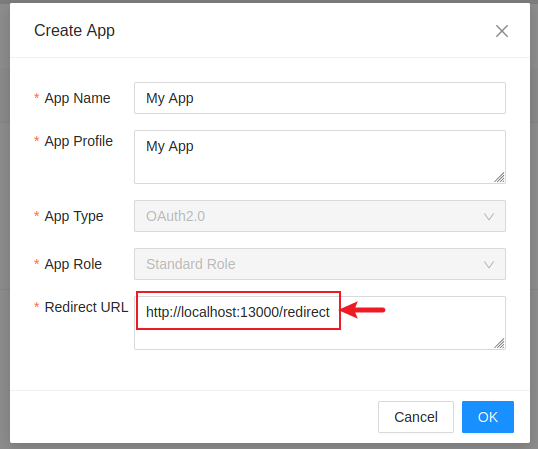 Create App
* App Name My App
* App Profile My App
* App Type OAuth2.0
* App Role Standard Role
* Redirect URL http://localhost:13000/redirect
Cancel OK